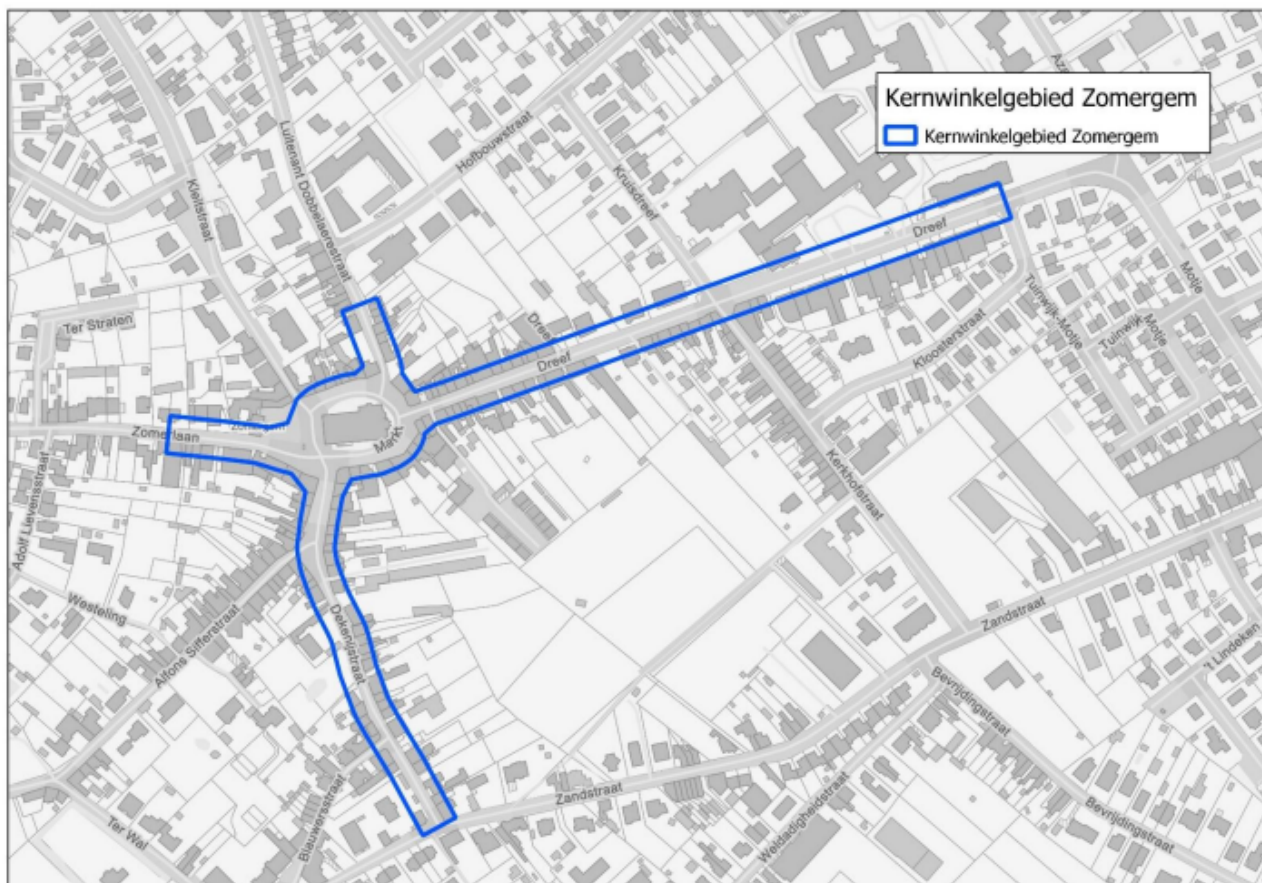 Kernwinkelgebied Zomergem
Kernwinkelgebied Zomergem
Hofbouwstraat
Luitenant Dobbelaerestraat
Kruisdreef
Kleitstraat
Dreef
Motje
Tuinwijk-Motje
Tuinwijk
Motje
Ter Straten
Dreef
Dreef
Kloosterstraat
Zomerlaan
Markt
Kerkhofstraat
Adolf Lievensstraat
Westeling
Alfons Sifferstraat
Dekenijstraat
Zandstraat
't Lindeken
Bevrijdingstraat
Zandstraat
Blauwersstraat
Ter Wal
Weldadigheidstraat
Bevrijdingstraat